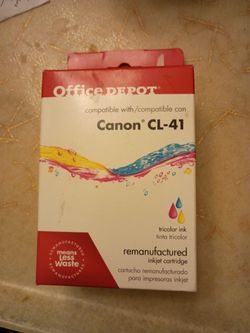 Office DEPOT
compatible with/compatible con
Canon® CL-41
tricolor ink
tinta tricolor
REMANUFACTURED
means
Less
Waste
remanufactured
inkjet cartridge
cartucho remanufacturado
para impresoras inkjet